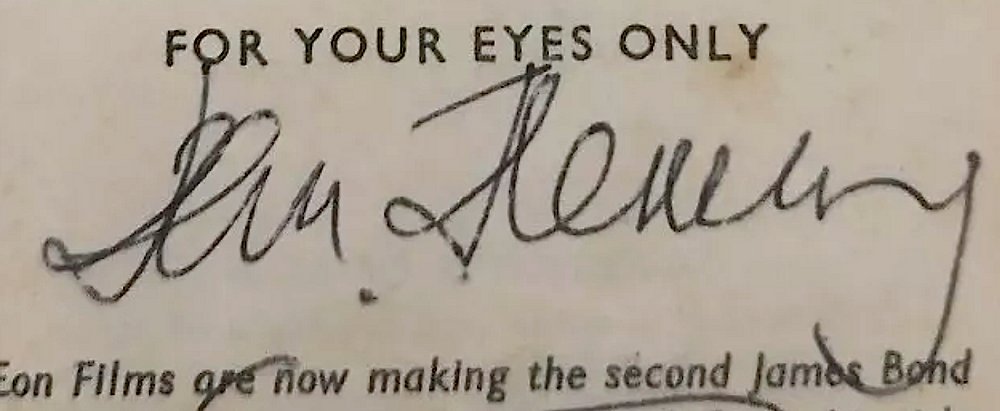 FOR YOUR EYES ONLY
Ian Fleming
Eon Films are now making the second James Bond